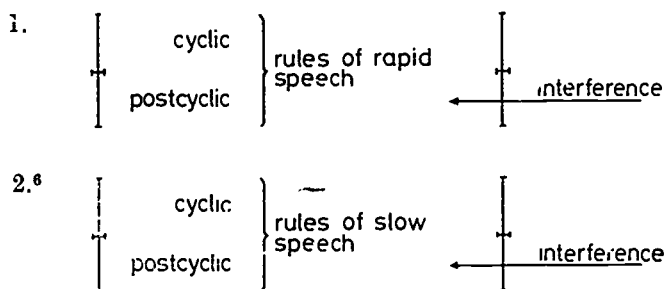 1.
cyclic
rules of rapid
speech
postcyclic
interference
2.⁶
cyclic
rules of slow
speech
postcyclic
interference